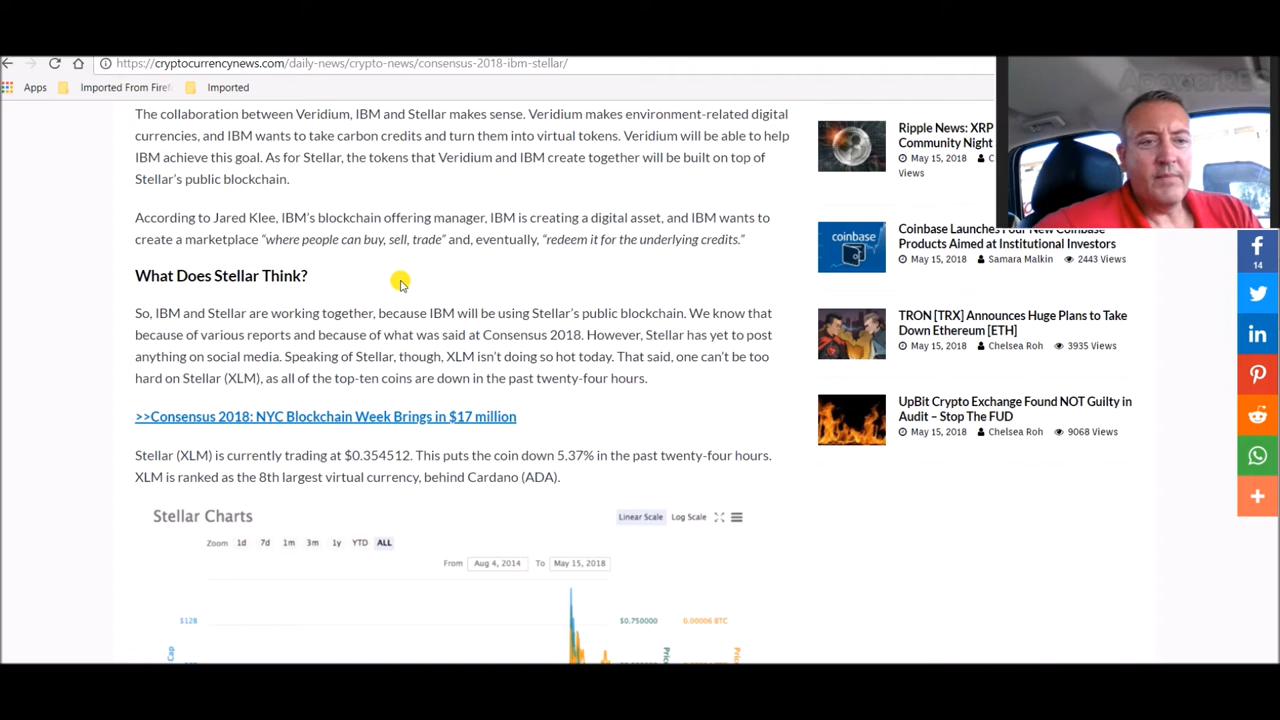 https://cryptocurrencynews.com/daily-news/crypto-news/consensus-2018-ibm-stellar/
Apps
Imported From Firef
Imported
The collaboration between Veridium, IBM and Stellar makes sense. Veridium makes environment-related digital
currencies, and IBM wants to take carbon credits and turn them into virtual tokens. Veridium will be able to help
IBM achieve this goal. As for Stellar, the tokens that Veridium and IBM create together will be built on top of
Stellar's public blockchain.
According to Jared Klee, IBM's blockchain offering manager, IBM is creating a digital asset, and IBM wants to
create a marketplace "where people can buy, sell, trade" and, eventually, "redeem it for the underlying credits."
What Does Stellar Think?
So, IBM and Stellar are working together, because IBM will be using Stellar's public blockchain. We know that
because of various reports and because of what was said at Consensus 2018. However, Stellar has yet to post
anything on social media. Speaking of Stellar, though, XLM isn't doing so hot today. That said, one can't be too
hard on Stellar (XLM), as all of the top-ten coins are down in the past twenty-four hours.
>>Consensus 2018: NYC Blockchain Week Brings in $17 million
Stellar (XLM) is currently trading at $0.354512. This puts the coin down 5.37% in the past twenty-four hours.
XLM is ranked as the 8th largest virtual currency, behind Cardano (ADA).
Stellar Charts
Linear Scale Log Scale
Zoom 1d 7d 1m 3m 1y YTD ALL
From Aug 4, 2014 To May 15, 2018
$12B $0.750000 0.00006 BTC
Cap
Ripple News: XRP
Community Night
May 15, 2018 C
Views
coinbase
Coinbase Launches Four New Coinbase
Products Aimed at Institutional Investors
May 15, 2018 Samara Malkin 2443 Views
TRON [TRX] Announces Huge Plans to Take
Down Ethereum [ETH]
May 15, 2018 Chelsea Roh 3935 Views
UpBit Crypto Exchange Found NOT Guilty in
Audit – Stop The FUD
May 15, 2018 Chelsea Roh 9068 Views
14